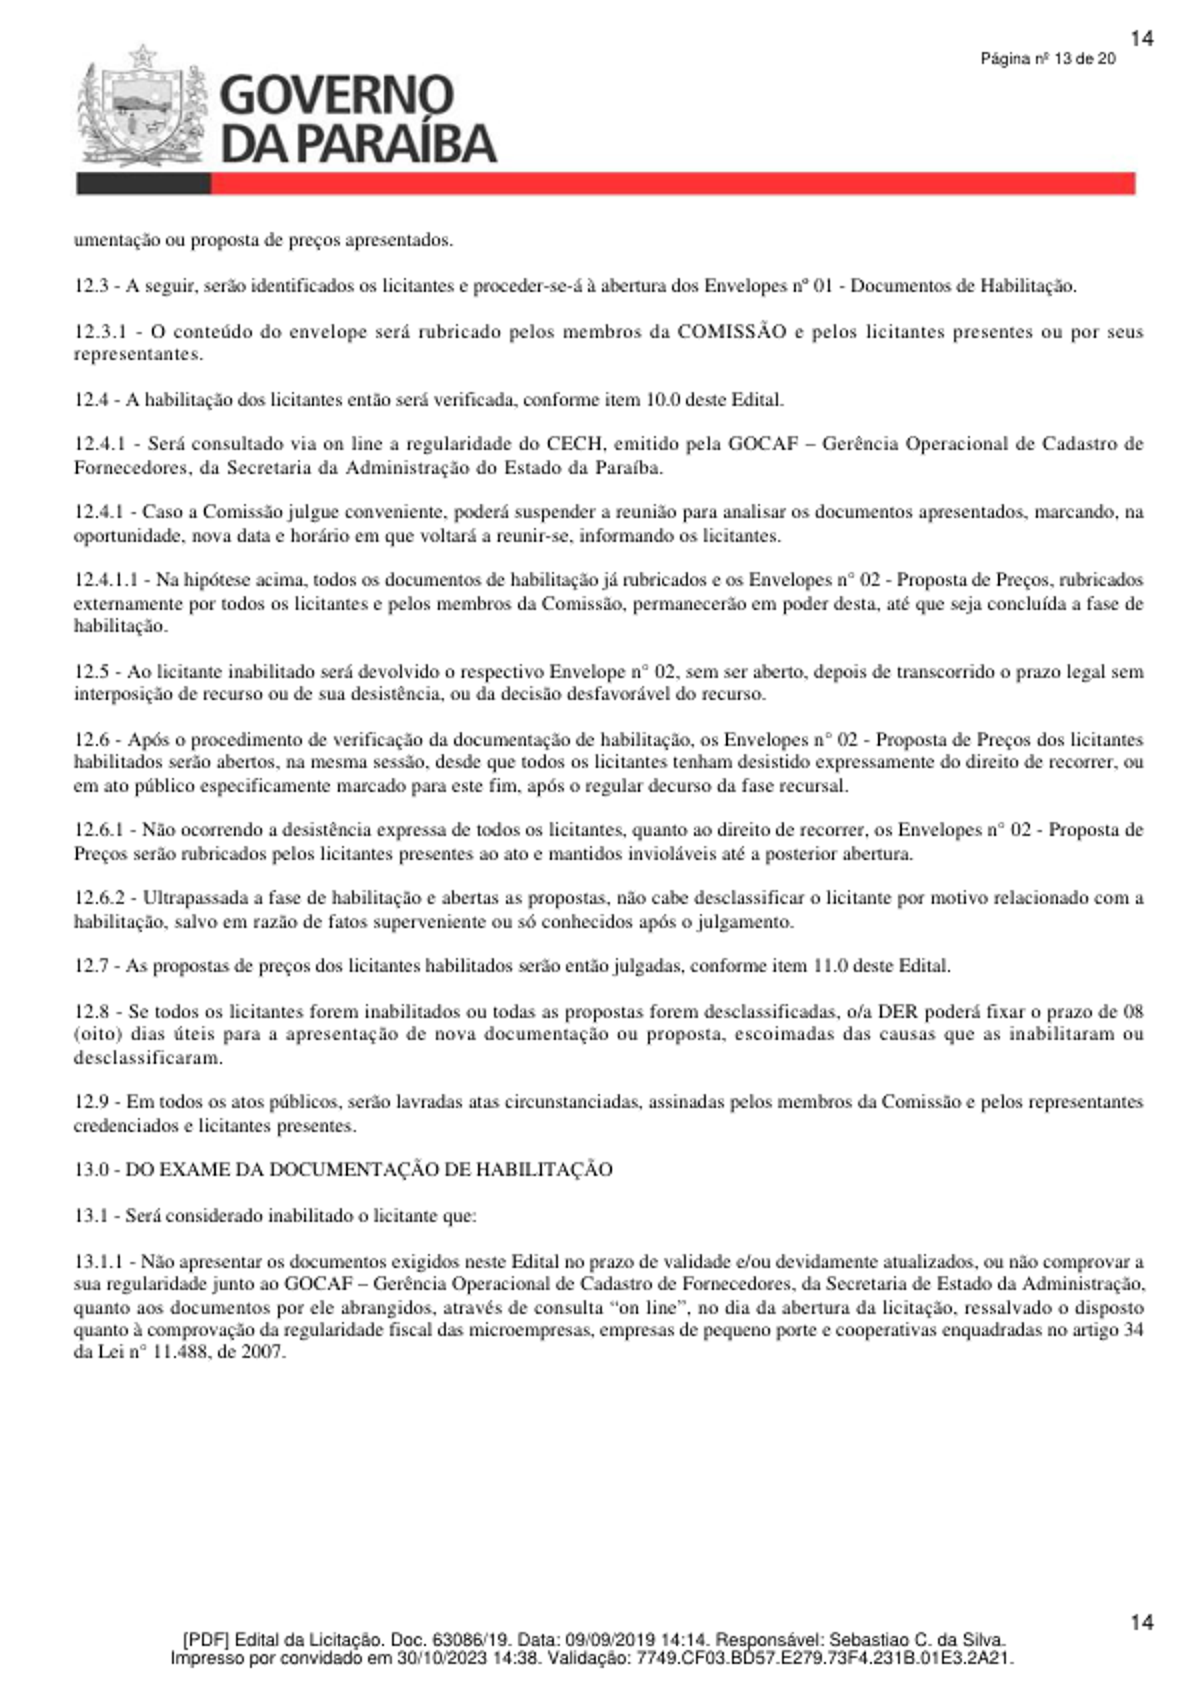 14
Página nº 13 de 20
GOVERNO
DA PARAÍBA
umentação ou proposta de preços apresentados.
12.3 - A seguir, serão identificados os licitantes e proceder-se-á à abertura dos Envelopes nº 01 - Documentos de Habilitação.
12.3.1 - O conteúdo do envelope será rubricado pelos membros da COMISSÃO e pelos licitantes presentes ou por seus
representantes.
12.4 - A habilitação dos licitantes então será verificada, conforme item 10.0 deste Edital.
12.4.1 - Será consultado via on line a regularidade do CECH, emitido pela GOCAF – Gerência Operacional de Cadastro de
Fornecedores, da Secretaria da Administração do Estado da Paraíba.
12.4.1 - Caso a Comissão julgue conveniente, poderá suspender a reunião para analisar os documentos apresentados, marcando, na
oportunidade, nova data e horário em que voltará a reunir-se, informando os licitantes.
12.4.1.1 - Na hipótese acima, todos os documentos de habilitação já rubricados e os Envelopes n° 02 - Proposta de Preços, rubricados
externamente por todos os licitantes e pelos membros da Comissão, permanecerão em poder desta, até que seja concluída a fase de
habilitação.
12.5 - Ao licitante inabilitado será devolvido o respectivo Envelope n° 02, sem ser aberto, depois de transcorrido o prazo legal sem
interposição de recurso ou de sua desistência, ou da decisão desfavorável do recurso.
12.6 - Após o procedimento de verificação da documentação de habilitação, os Envelopes n° 02 - Proposta de Preços dos licitantes
habilitados serão abertos, na mesma sessão, desde que todos os licitantes tenham desistido expressamente do direito de recorrer, ou
em ato público especificamente marcado para este fim, após o regular decurso da fase recursal.
12.6.1 - Não ocorrendo a desistência expressa de todos os licitantes, quanto ao direito de recorrer, os Envelopes n° 02 - Proposta de
Preços serão rubricados pelos licitantes presentes ao ato e mantidos invioláveis até a posterior abertura.
12.6.2 - Ultrapassada a fase de habilitação e abertas as propostas, não cabe desclassificar o licitante por motivo relacionado com a
habilitação, salvo em razão de fatos superveniente ou só conhecidos após o julgamento.
12.7 - As propostas de preços dos licitantes habilitados serão então julgadas, conforme item 11.0 deste Edital.
12.8 - Se todos os licitantes forem inabilitados ou todas as propostas forem desclassificadas, o/a DER poderá fixar o prazo de 08
(oito) dias úteis para a apresentação de nova documentação ou proposta, escoimadas das causas que as inabilitaram ou
desclassificaram.
12.9 - Em todos os atos públicos, serão lavradas atas circunstanciadas, assinadas pelos membros da Comissão e pelos representantes
credenciados e licitantes presentes.
13.0 - DO EXAME DA DOCUMENTAÇÃO DE HABILITAÇÃO
13.1 - Será considerado inabilitado o licitante que:
13.1.1 - Não apresentar os documentos exigidos neste Edital no prazo de validade e/ou devidamente atualizados, ou não comprovar a
sua regularidade junto ao GOCAF – Gerência Operacional de Cadastro de Fornecedores, da Secretaria de Estado da Administração,
quanto aos documentos por ele abrangidos, através de consulta “on line”, no dia da abertura da licitação, ressalvado o disposto
quanto à comprovação da regularidade fiscal das microempresas, empresas de pequeno porte e cooperativas enquadradas no artigo 34
da Lei n° 11.488, de 2007.
14
[PDF] Edital da Licitação. Doc. 63086/19. Data: 09/09/2019 14:14. Responsável: Sebastiao C. da Silva.
Impresso por convidado em 30/10/2023 14:38. Validação: 7749.CF03.BD57.E279.73F4.231B.01E3.2A21.